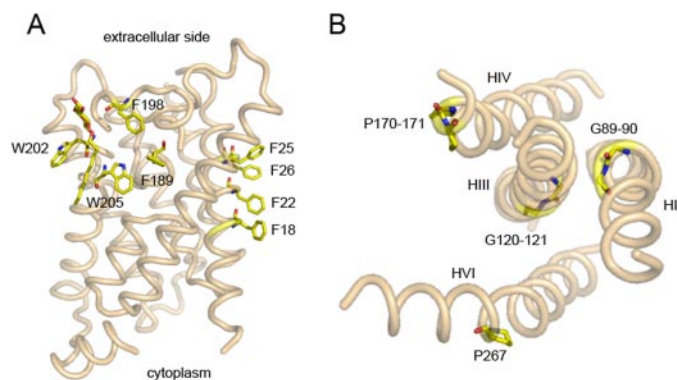 A
extracellular side
F198
W202
F189
W205
F25
F26
F22
F18
cytoplasm
B
HIV
P170-171
G89-90
HIII
HI
G120-121
HVI
P267